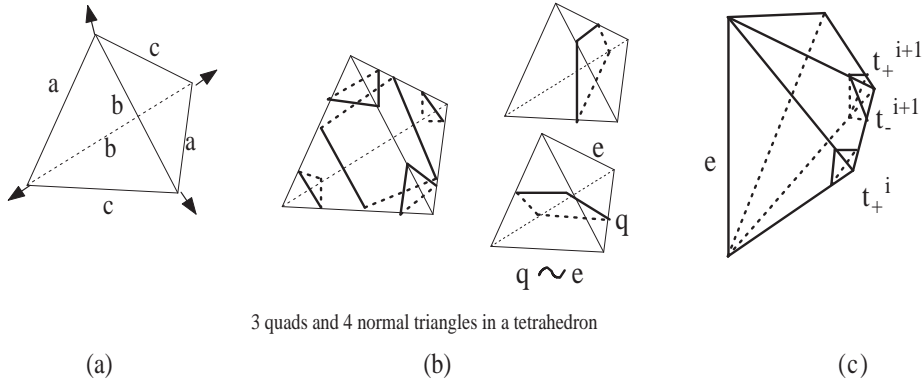 c
a
b
b
a
c
e
q
q ~ e
e
t₊ⁱ⁺¹
t₋ⁱ⁺¹
t₊ⁱ
3 quads and 4 normal triangles in a tetrahedron
(a)
(b)
(c)